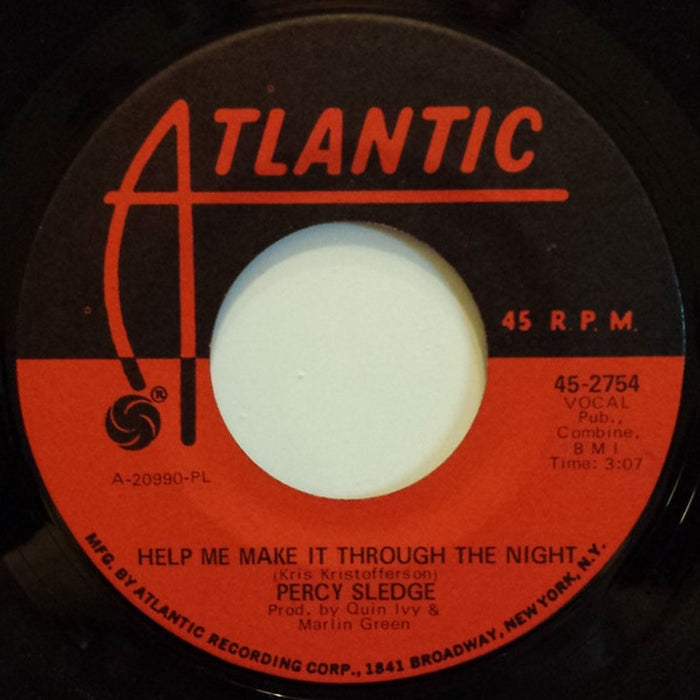 ATLANTIC
45 R.P.M.
®
45-2754
VOCAL
Pub.,
Combine,
BMI
Time: 3:07
A-20990-PL
HELP ME MAKE IT THROUGH THE NIGHT
(Kris Kristofferson)
PERCY SLEDGE
Prod. by Quin Ivy &
Marlin Green
MFG. BY ATLANTIC RECORDING CORP., 1841 BROADWAY, NEW YORK, N.Y.